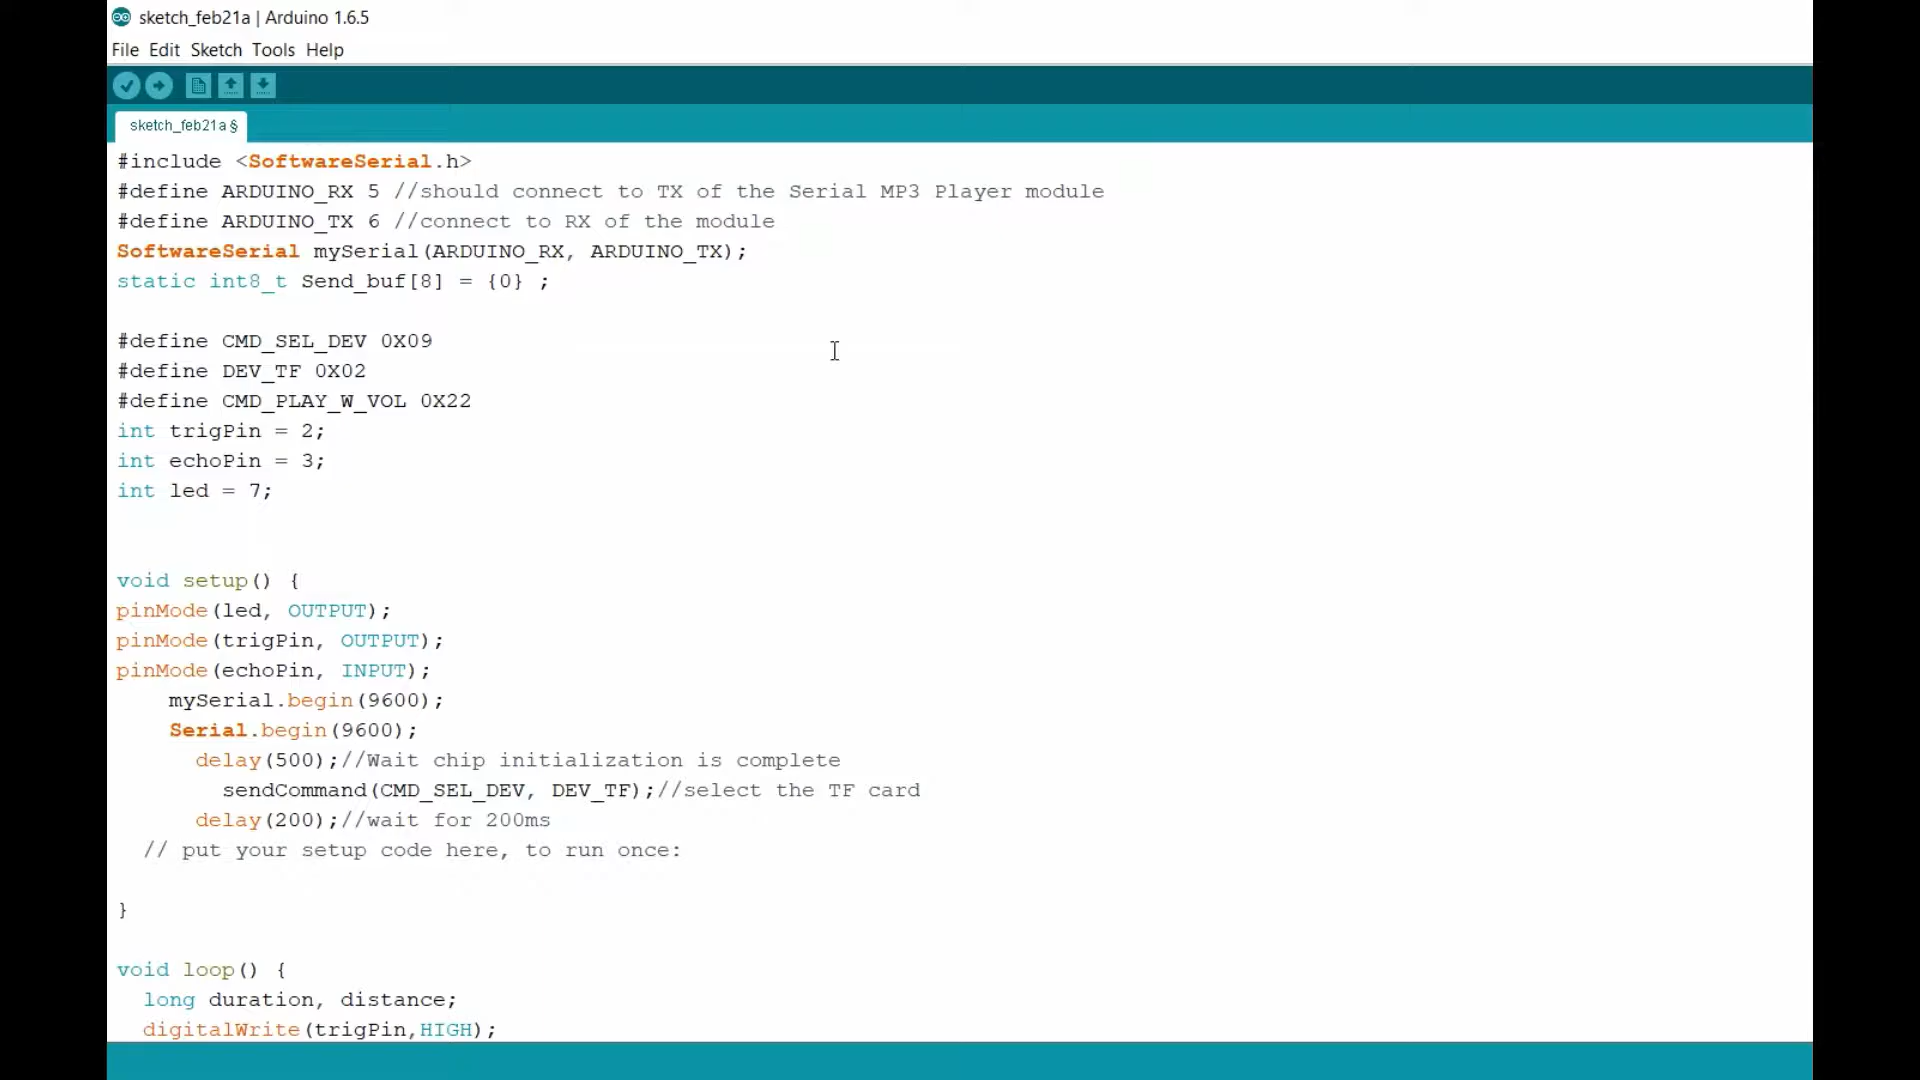 sketch_feb21a | Arduino 1.6.5
File Edit Sketch Tools Help
sketch_feb21a §
#include <SoftwareSerial.h>
#define ARDUINO_RX 5 //should connect to TX of the Serial MP3 Player module
#define ARDUINO_TX 6 //connect to RX of the module
SoftwareSerial mySerial(ARDUINO_RX, ARDUINO_TX);
static int8_t Send_buf[8] = {0} ;
#define CMD_SEL_DEV 0X09
#define DEV_TF 0X02
#define CMD_PLAY_W_VOL 0X22
int trigPin = 2;
int echoPin = 3;
int led = 7;
void setup() {
pinMode(led, OUTPUT);
pinMode(trigPin, OUTPUT);
pinMode(echoPin, INPUT);
mySerial.begin(9600);
Serial.begin(9600);
delay(500);//Wait chip initialization is complete
sendCommand(CMD_SEL_DEV, DEV_TF);//select the TF card
delay(200);//wait for 200ms
// put your setup code here, to run once:
}
void loop() {
long duration, distance;
digitalWrite(trigPin,HIGH);